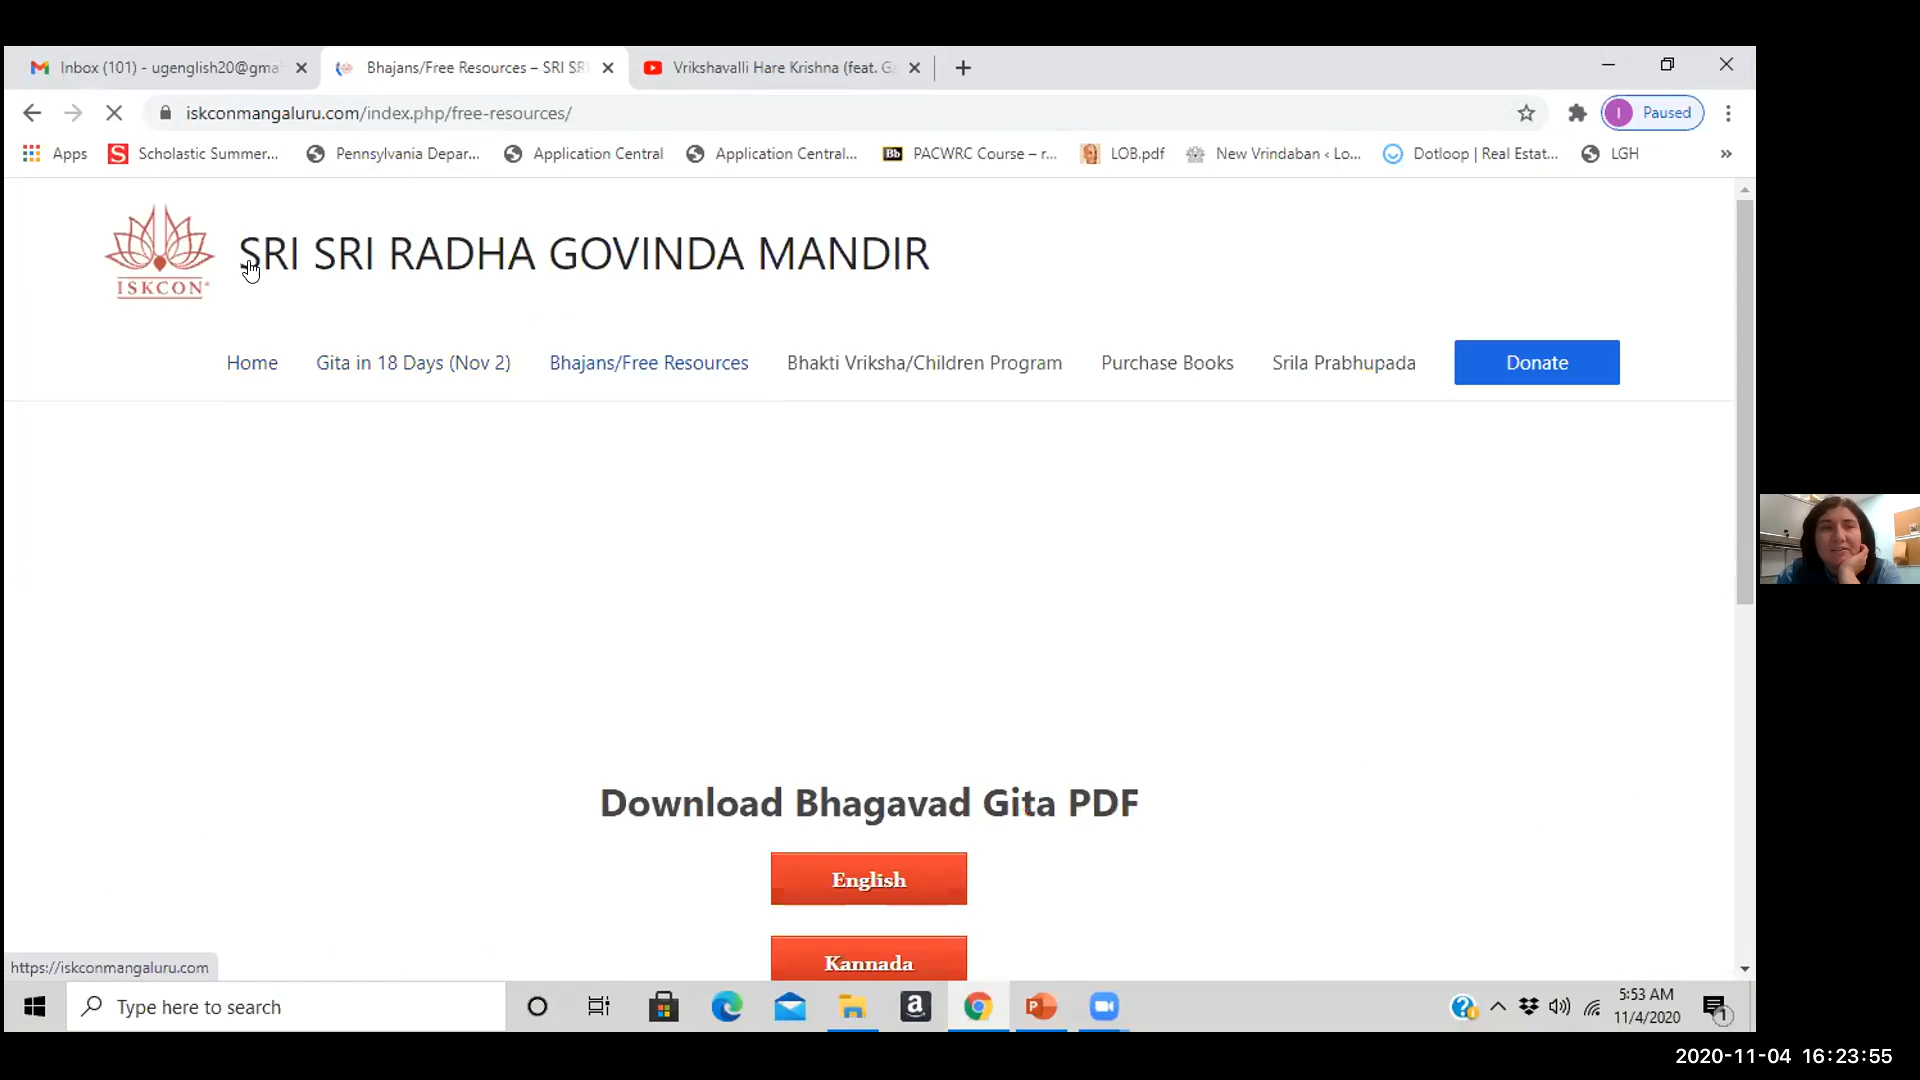 Inbox (101) - ugenglish20@gma
Bhajans/Free Resources – SRI SRI
Vrikshavalli Hare Krishna (feat. Ga
iskconmangaluru.com/index.php/free-resources/
Paused
Apps
Scholastic Summer...
Pennsylvania Depar...
Application Central
Application Central...
Bb
PACWRC Course – r...
LOB.pdf
New Vrindaban ‹ Lo...
Dotloop | Real Estat...
LGH
»
ISKCON
SRI SRI RADHA GOVINDA MANDIR
Home
Gita in 18 Days (Nov 2)
Bhajans/Free Resources
Bhakti Vriksha/Children Program
Purchase Books
Srila Prabhupada
Donate
Download Bhagavad Gita PDF
English
Kannada
https://iskconmangaluru.com
Type here to search
5:53 AM
11/4/2020
1
2020-11-04 16:23:55